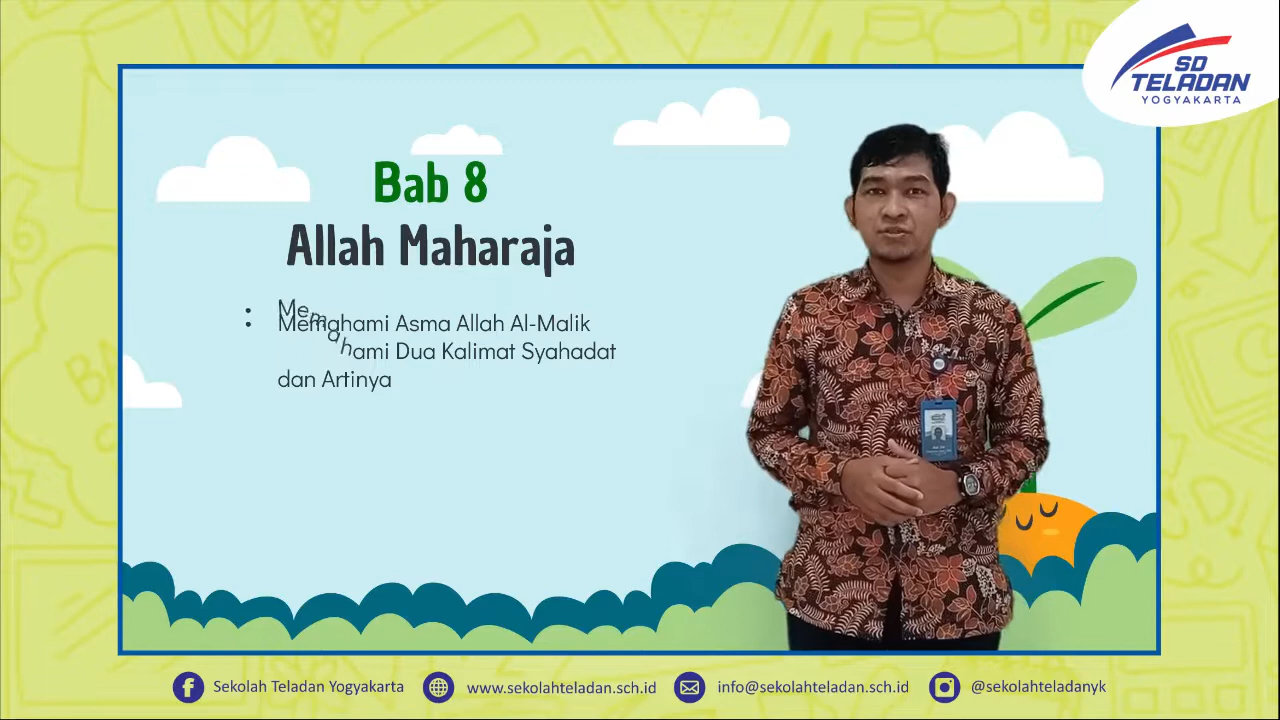 SD
TELADAN
YOGYAKARTA
Bab 8
Allah Maharaja
• Memahami Asma Allah Al-Malik
• Memahami Dua Kalimat Syahadat
dan Artinya
Sekolah Teladan Yogyakarta
www.sekolahteladan.sch.id
info@sekolahteladan.sch.id
@sekolahteladanyk